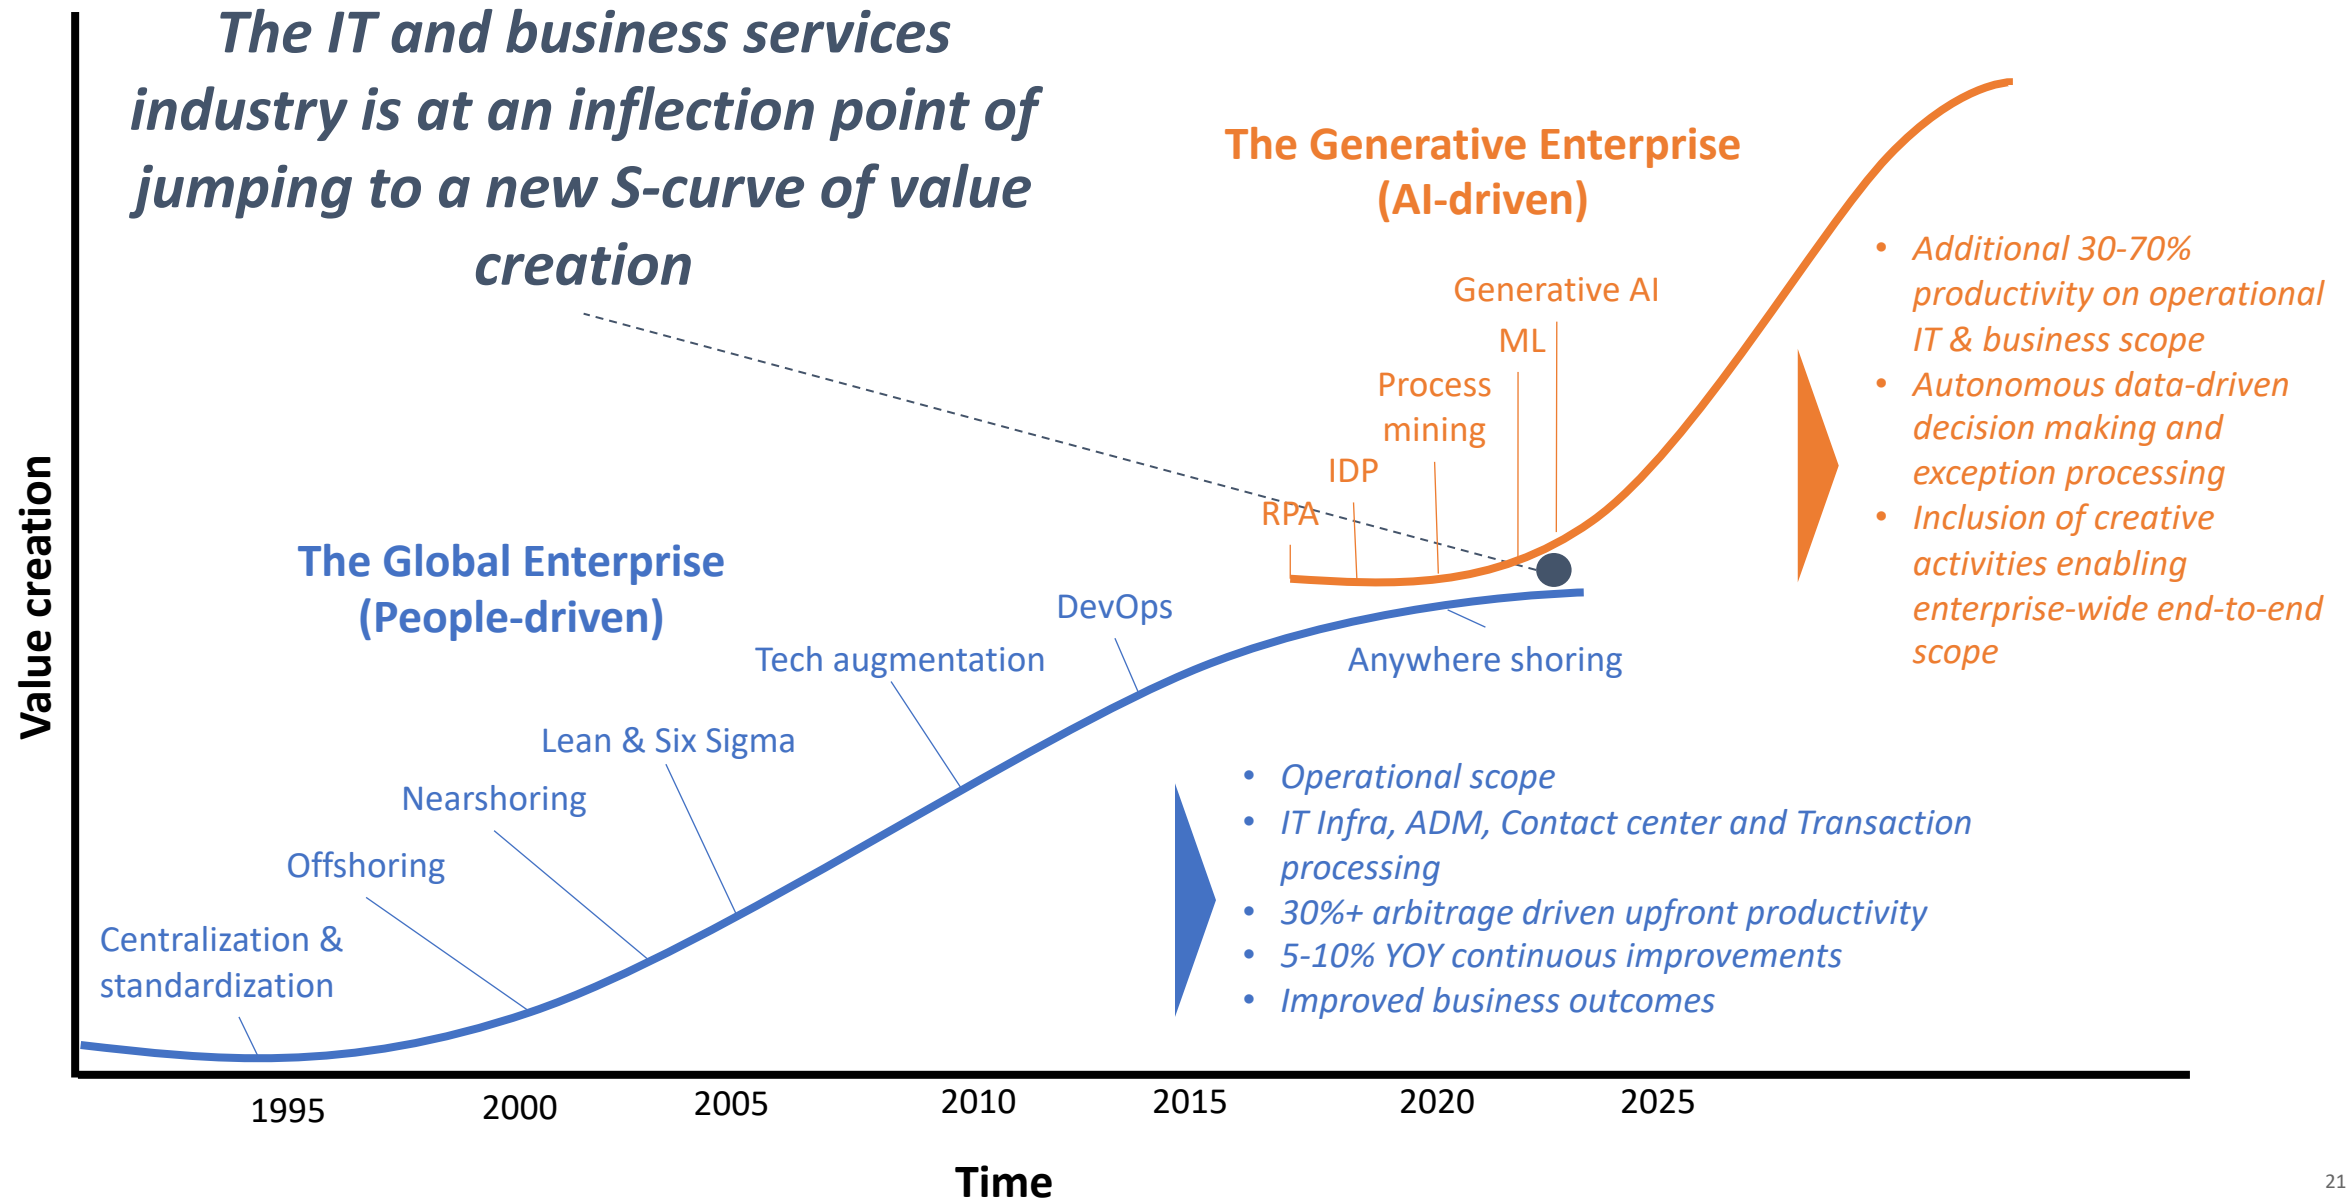 The IT and business services
industry is at an inflection point of
jumping to a new S-curve of value
creation
The Generative Enterprise
(AI-driven)
Generative AI
ML
Process
mining
IDP
RPA
• Additional 30-70%
productivity on operational
IT & business scope
• Autonomous data-driven
decision making and
exception processing
• Inclusion of creative
activities enabling
enterprise-wide end-to-end
scope
Value creation
The Global Enterprise
(People-driven)
DevOps
Tech augmentation
Anywhere shoring
Lean & Six Sigma
Nearshoring
Offshoring
Centralization &
standardization
• Operational scope
• IT Infra, ADM, Contact center and Transaction
processing
• 30%+ arbitrage driven upfront productivity
• 5-10% YOY continuous improvements
• Improved business outcomes
1995 2000 2005 2010 2015 2020 2025
Time
21